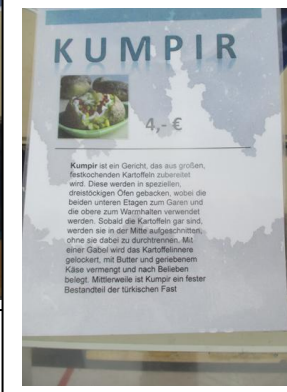 KUMPIR
4,- €
Kumpir ist ein Gericht, das aus großen,
festkochenden Kartoffeln zubereitet
wird. Diese werden in speziellen,
dreistöckigen Öfen gebacken, wobei die
beiden unteren Etagen zum Garen und
die obere zum Warmhalten verwendet
werden. Sobald die Kartoffeln gar sind,
werden sie in der Mitte aufgeschnitten,
ohne sie dabei zu durchtrennen. Mit
einer Gabel wird das Kartoffelinnere
gelockert, mit Butter und geriebenem
Käse vermengt und nach Belieben
belegt. Mittlerweile ist Kumpir ein fester
Bestandteil der türkischen Fast